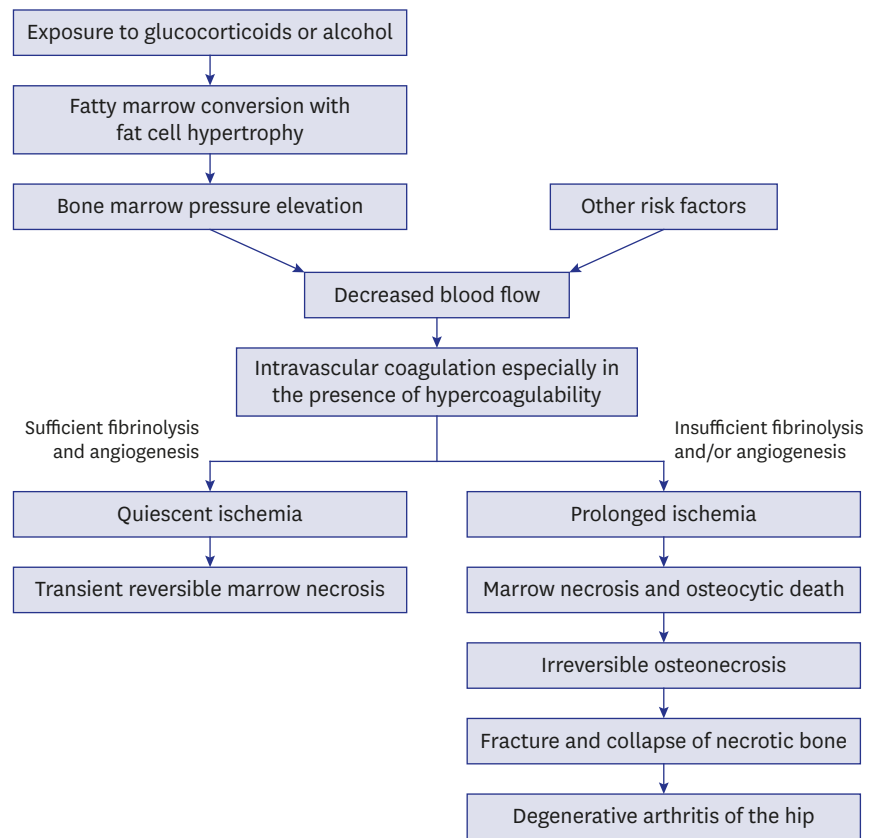 Exposure to glucocorticoids or alcohol
Fatty marrow conversion with
fat cell hypertrophy
Bone marrow pressure elevation
Other risk factors
Decreased blood flow
Intravascular coagulation especially in
the presence of hypercoagulability
Sufficient fibrinolysis
and angiogenesis
Insufficient fibrinolysis
and/or angiogenesis
Quiescent ischemia
Prolonged ischemia
Transient reversible marrow necrosis
Marrow necrosis and osteocytic death
Irreversible osteonecrosis
Fracture and collapse of necrotic bone
Degenerative arthritis of the hip